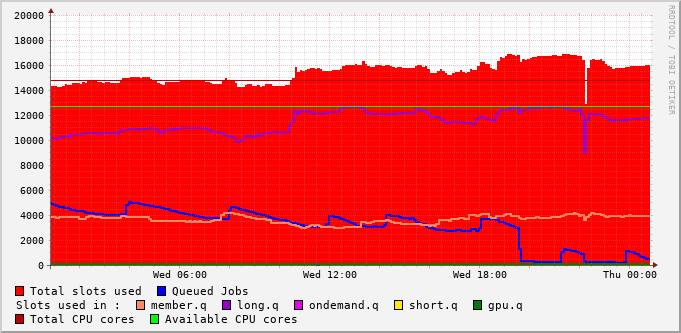 RRDTOOL / TOBI OETIKER
20000
18000
16000
14000
12000
10000
8000
6000
4000
2000
0
Wed 06:00 Wed 12:00 Wed 18:00 Thu 00:00
Total slots used Queued Jobs
Slots used in : member.q long.q ondemand.q short.q gpu.q
Total CPU cores Available CPU cores